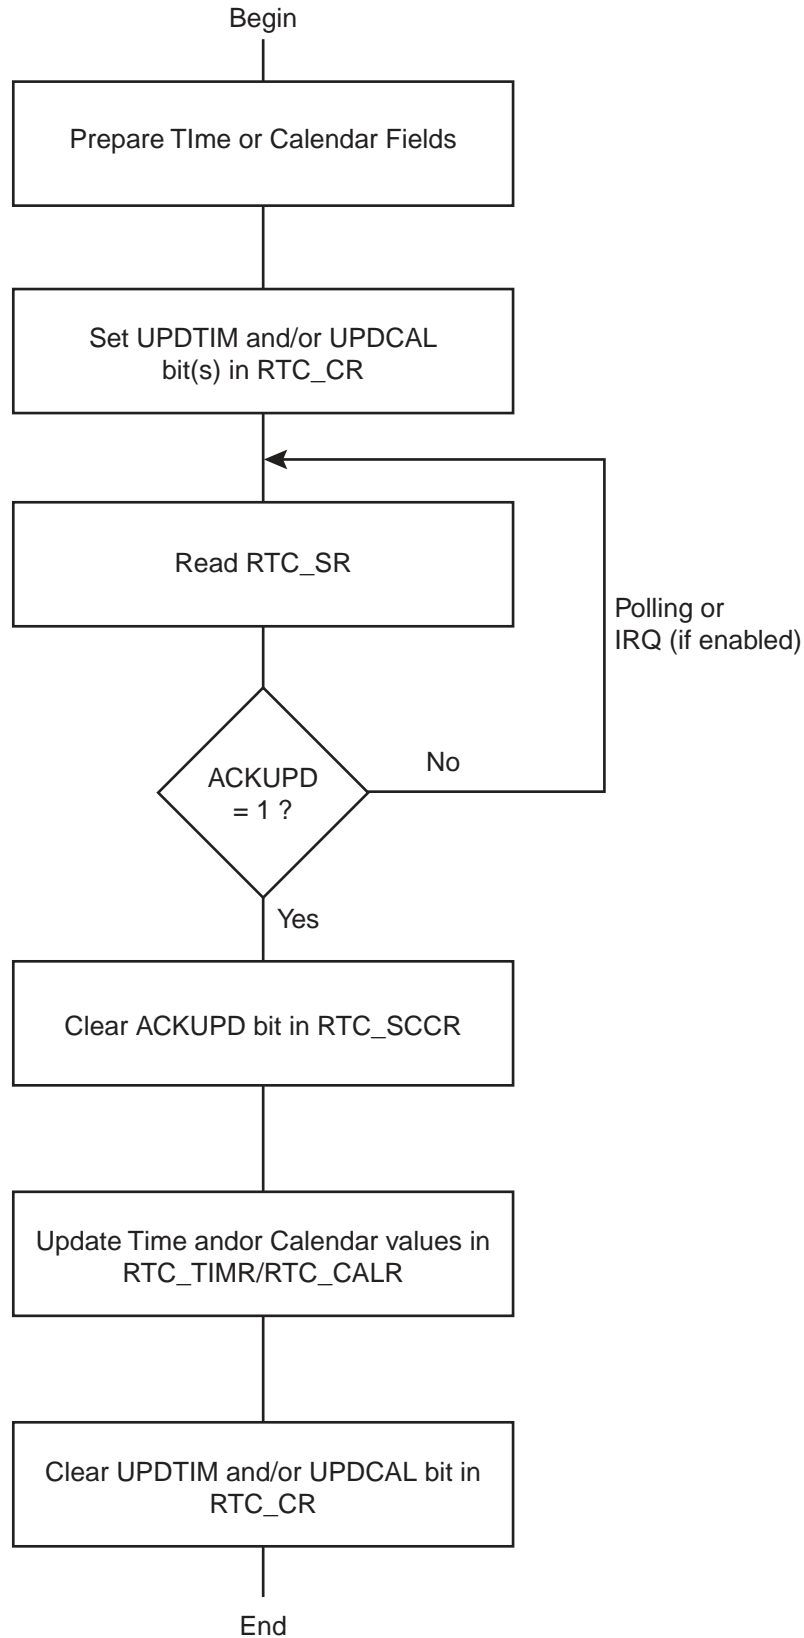 Begin
Prepare TIme or Calendar Fields
Set UPDTIM and/or UPDCAL
bit(s) in RTC_CR
Read RTC_SR
Polling or
IRQ (if enabled)
ACKUPD
= 1 ?
No
Yes
Clear ACKUPD bit in RTC_SCCR
Update Time andor Calendar values in
RTC_TIMR/RTC_CALR
Clear UPDTIM and/or UPDCAL bit in
RTC_CR
End